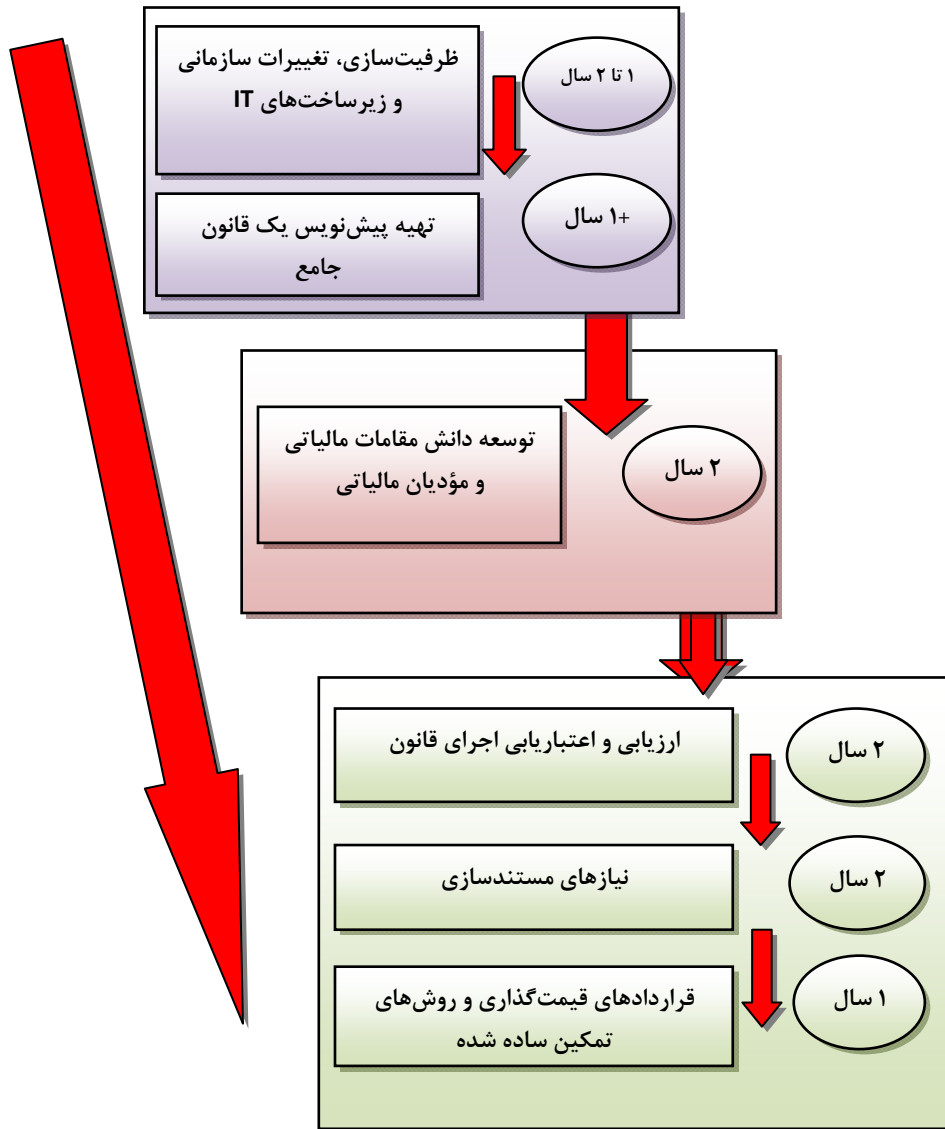 ظرفیت‌سازی، تغییرات سازمانی
و زیرساخت‌های IT
۱ تا ۲ سال
تهیه پیش‌نویس یک قانون
جامع
+۱ سال
توسعه دانش مقامات مالیاتی
و مؤدیان مالیاتی
۲ سال
ارزیابی و اعتباریابی اجرای قانون
۲ سال
نیازهای مستندسازی
۲ سال
قراردادهای قیمت‌گذاری و روش‌های
تمکین ساده شده
۱ سال